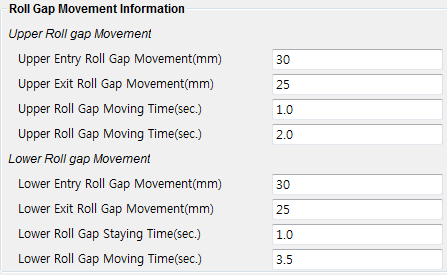 Roll Gap Movement Information
Upper Roll gap Movement
Upper Entry Roll Gap Movement(mm) 30
Upper Exit Roll Gap Movement(mm) 25
Upper Roll Gap Moving Time(sec.) 1.0
Upper Roll Gap Moving Time(sec.) 2.0
Lower Roll gap Movement
Lower Entry Roll Gap Movement(mm) 30
Lower Exit Roll Gap Movement(mm) 25
Lower Roll Gap Staying Time(sec.) 1.0
Lower Roll Gap Moving Time(sec.) 3.5